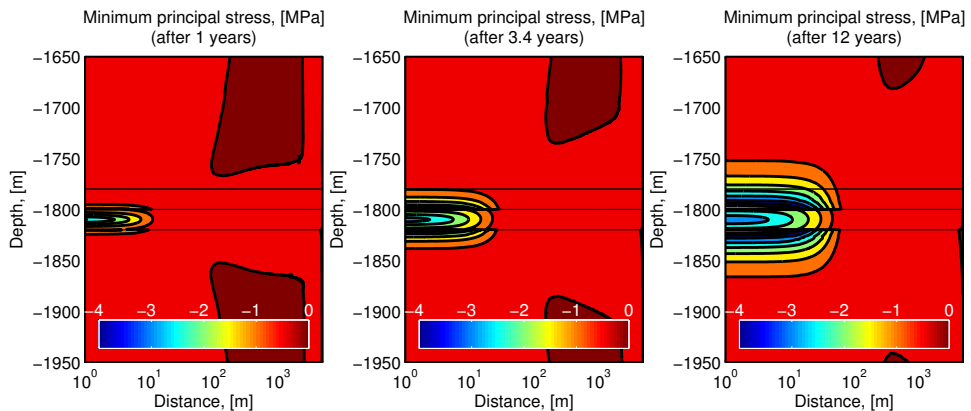 Minimum principal stress, [MPa]
(after 1 years)
−1650
−1700
−1750
−1800
−1850
−1900
−1950
Depth, [m]
−4 −3 −2 −1 0
10^0 10^1 10^2 10^3
Distance, [m]
Minimum principal stress, [MPa]
(after 3.4 years)
−1650
−1700
−1750
−1800
−1850
−1900
−1950
Depth, [m]
−4 −3 −2 −1 0
10^0 10^1 10^2 10^3
Distance, [m]
Minimum principal stress, [MPa]
(after 12 years)
−1650
−1700
−1750
−1800
−1850
−1900
−1950
Depth, [m]
−4 −3 −2 −1 0
10^0 10^1 10^2 10^3
Distance, [m]